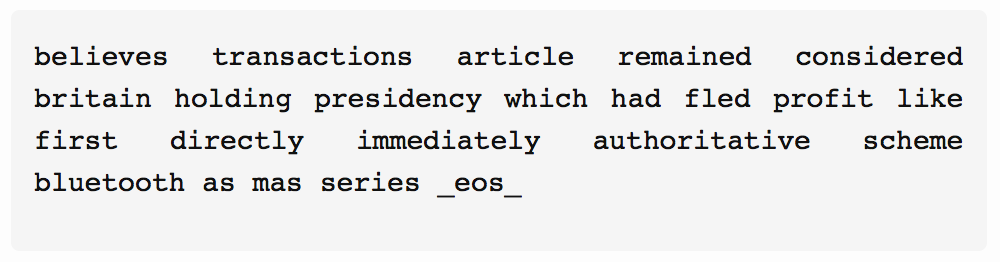 believes transactions article remained considered
britain holding presidency which had fled profit like
first directly immediately authoritative scheme
bluetooth as mas series _eos_